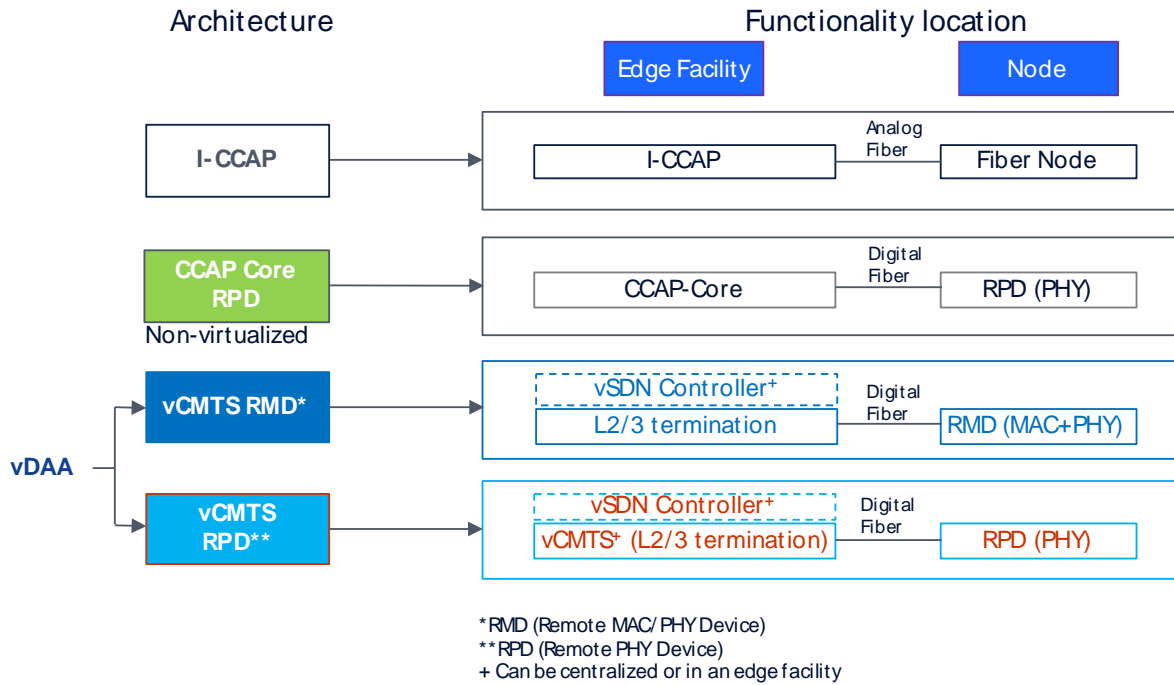 Architecture
Functionality location
Edge Facility
Node
I-CCAP
I-CCAP
Analog
Fiber
Fiber Node
CCAP Core
RPD
Non-virtualized
CCAP-Core
Digital
Fiber
RPD (PHY)
vDAA
vCMTS RMD*
vSDN Controller+
L2/3 termination
Digital
Fiber
RMD (MAC+PHY)
vCMTS
RPD**
vSDN Controller+
vCMTS+ (L2/3 termination)
Digital
Fiber
RPD (PHY)
*RMD (Remote MAC/PHY Device)
**RPD (Remote PHY Device)
+ Can be centralized or in an edge facility